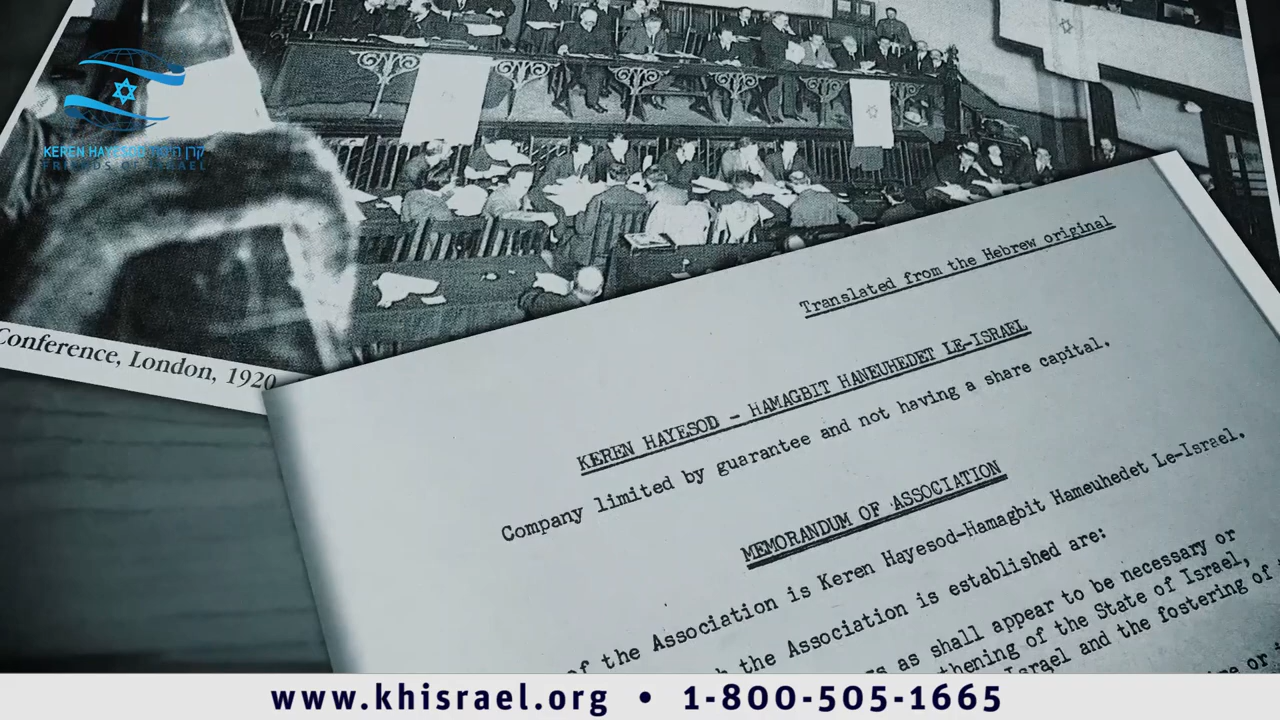 KEREN HAYESOD קרן היסוד
FRIENDS OF ISRAEL
Conference, London, 1920
Translated from the Hebrew original
KEREN HAYESOD - HAMAGBIT HANEUHEDET LE-ISRAEL
Company limited by guarantee and not having a share capital.
MEMORANDUM OF ASSOCIATION
of the Association is Keren Hayesod-Hamagbit Hameuhedet Le-Israel.
the Association is established are:
as shall appear to be necessary or
thening of the State of Israel,
Israel and the fostering of
www.khisrael.org • 1-800-505-1665